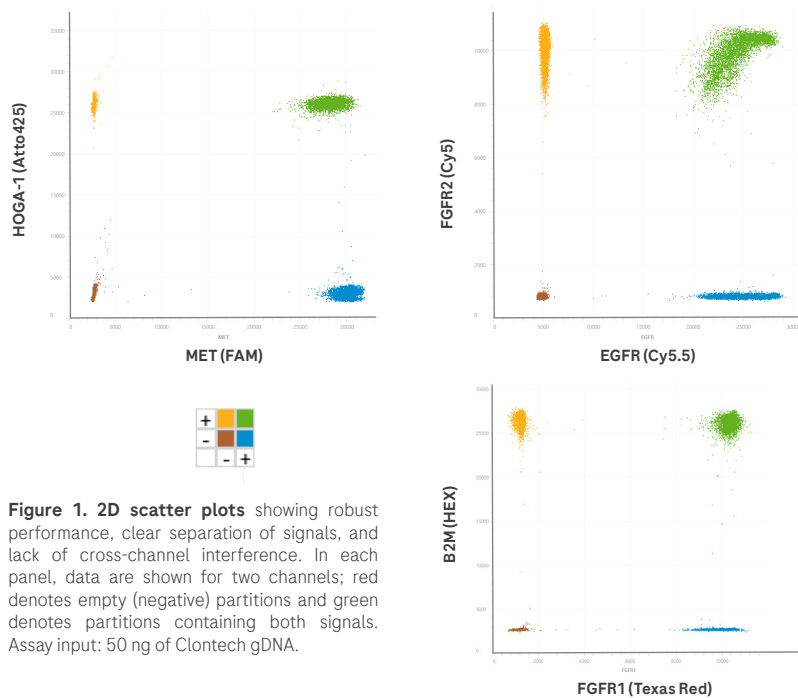 HOGA-1 (Atto425)
35000
30000
25000
20000
15000
10000
5000
0
0 5000 10000 15000 20000 25000 30000
MET
MET (FAM)
FGFR2 (Cy5)
10000
8000
6000
4000
2000
0
0 5000 10000 15000 20000 25000 30000
EGFR
EGFR (Cy5.5)
+
-
- +
Figure 1. 2D scatter plots showing robust
performance, clear separation of signals, and
lack of cross-channel interference. In each
panel, data are shown for two channels; red
denotes empty (negative) partitions and green
denotes partitions containing both signals.
Assay input: 50 ng of Clontech gDNA.
B2M (HEX)
30000
25000
20000
15000
10000
5000
0
0 2000 4000 6000 8000 10000
FGFR1 (Texas Red)